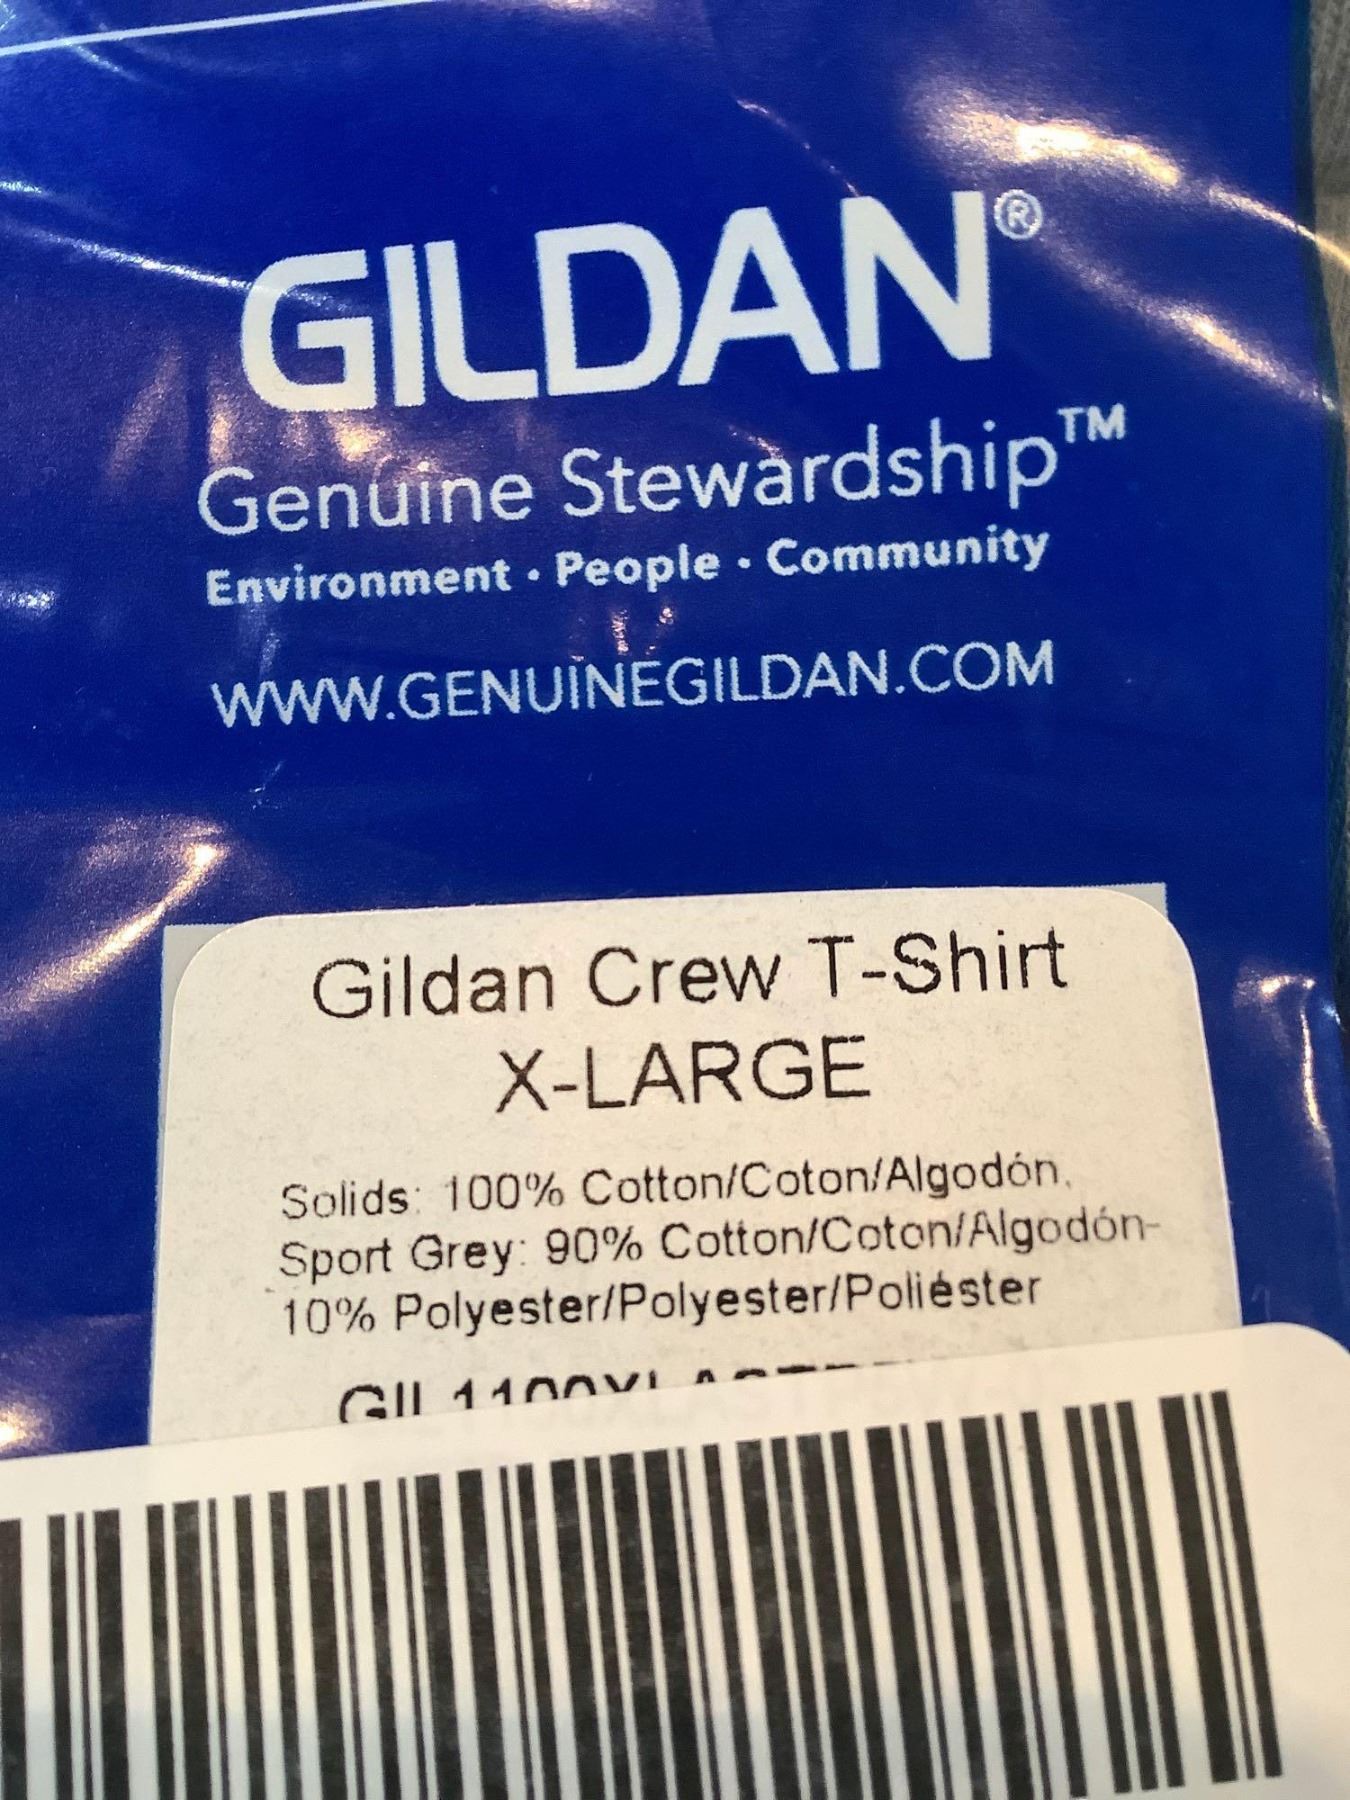 GILDAN®
Genuine Stewardship™
Environment · People · Community
WWW.GENUINEGILDAN.COM
Gildan Crew T-Shirt
X-LARGE
Solids: 100% Cotton/Coton/Algodón,
Sport Grey: 90% Cotton/Coton/Algodón-
10% Polyester/Polyester/Poliéster